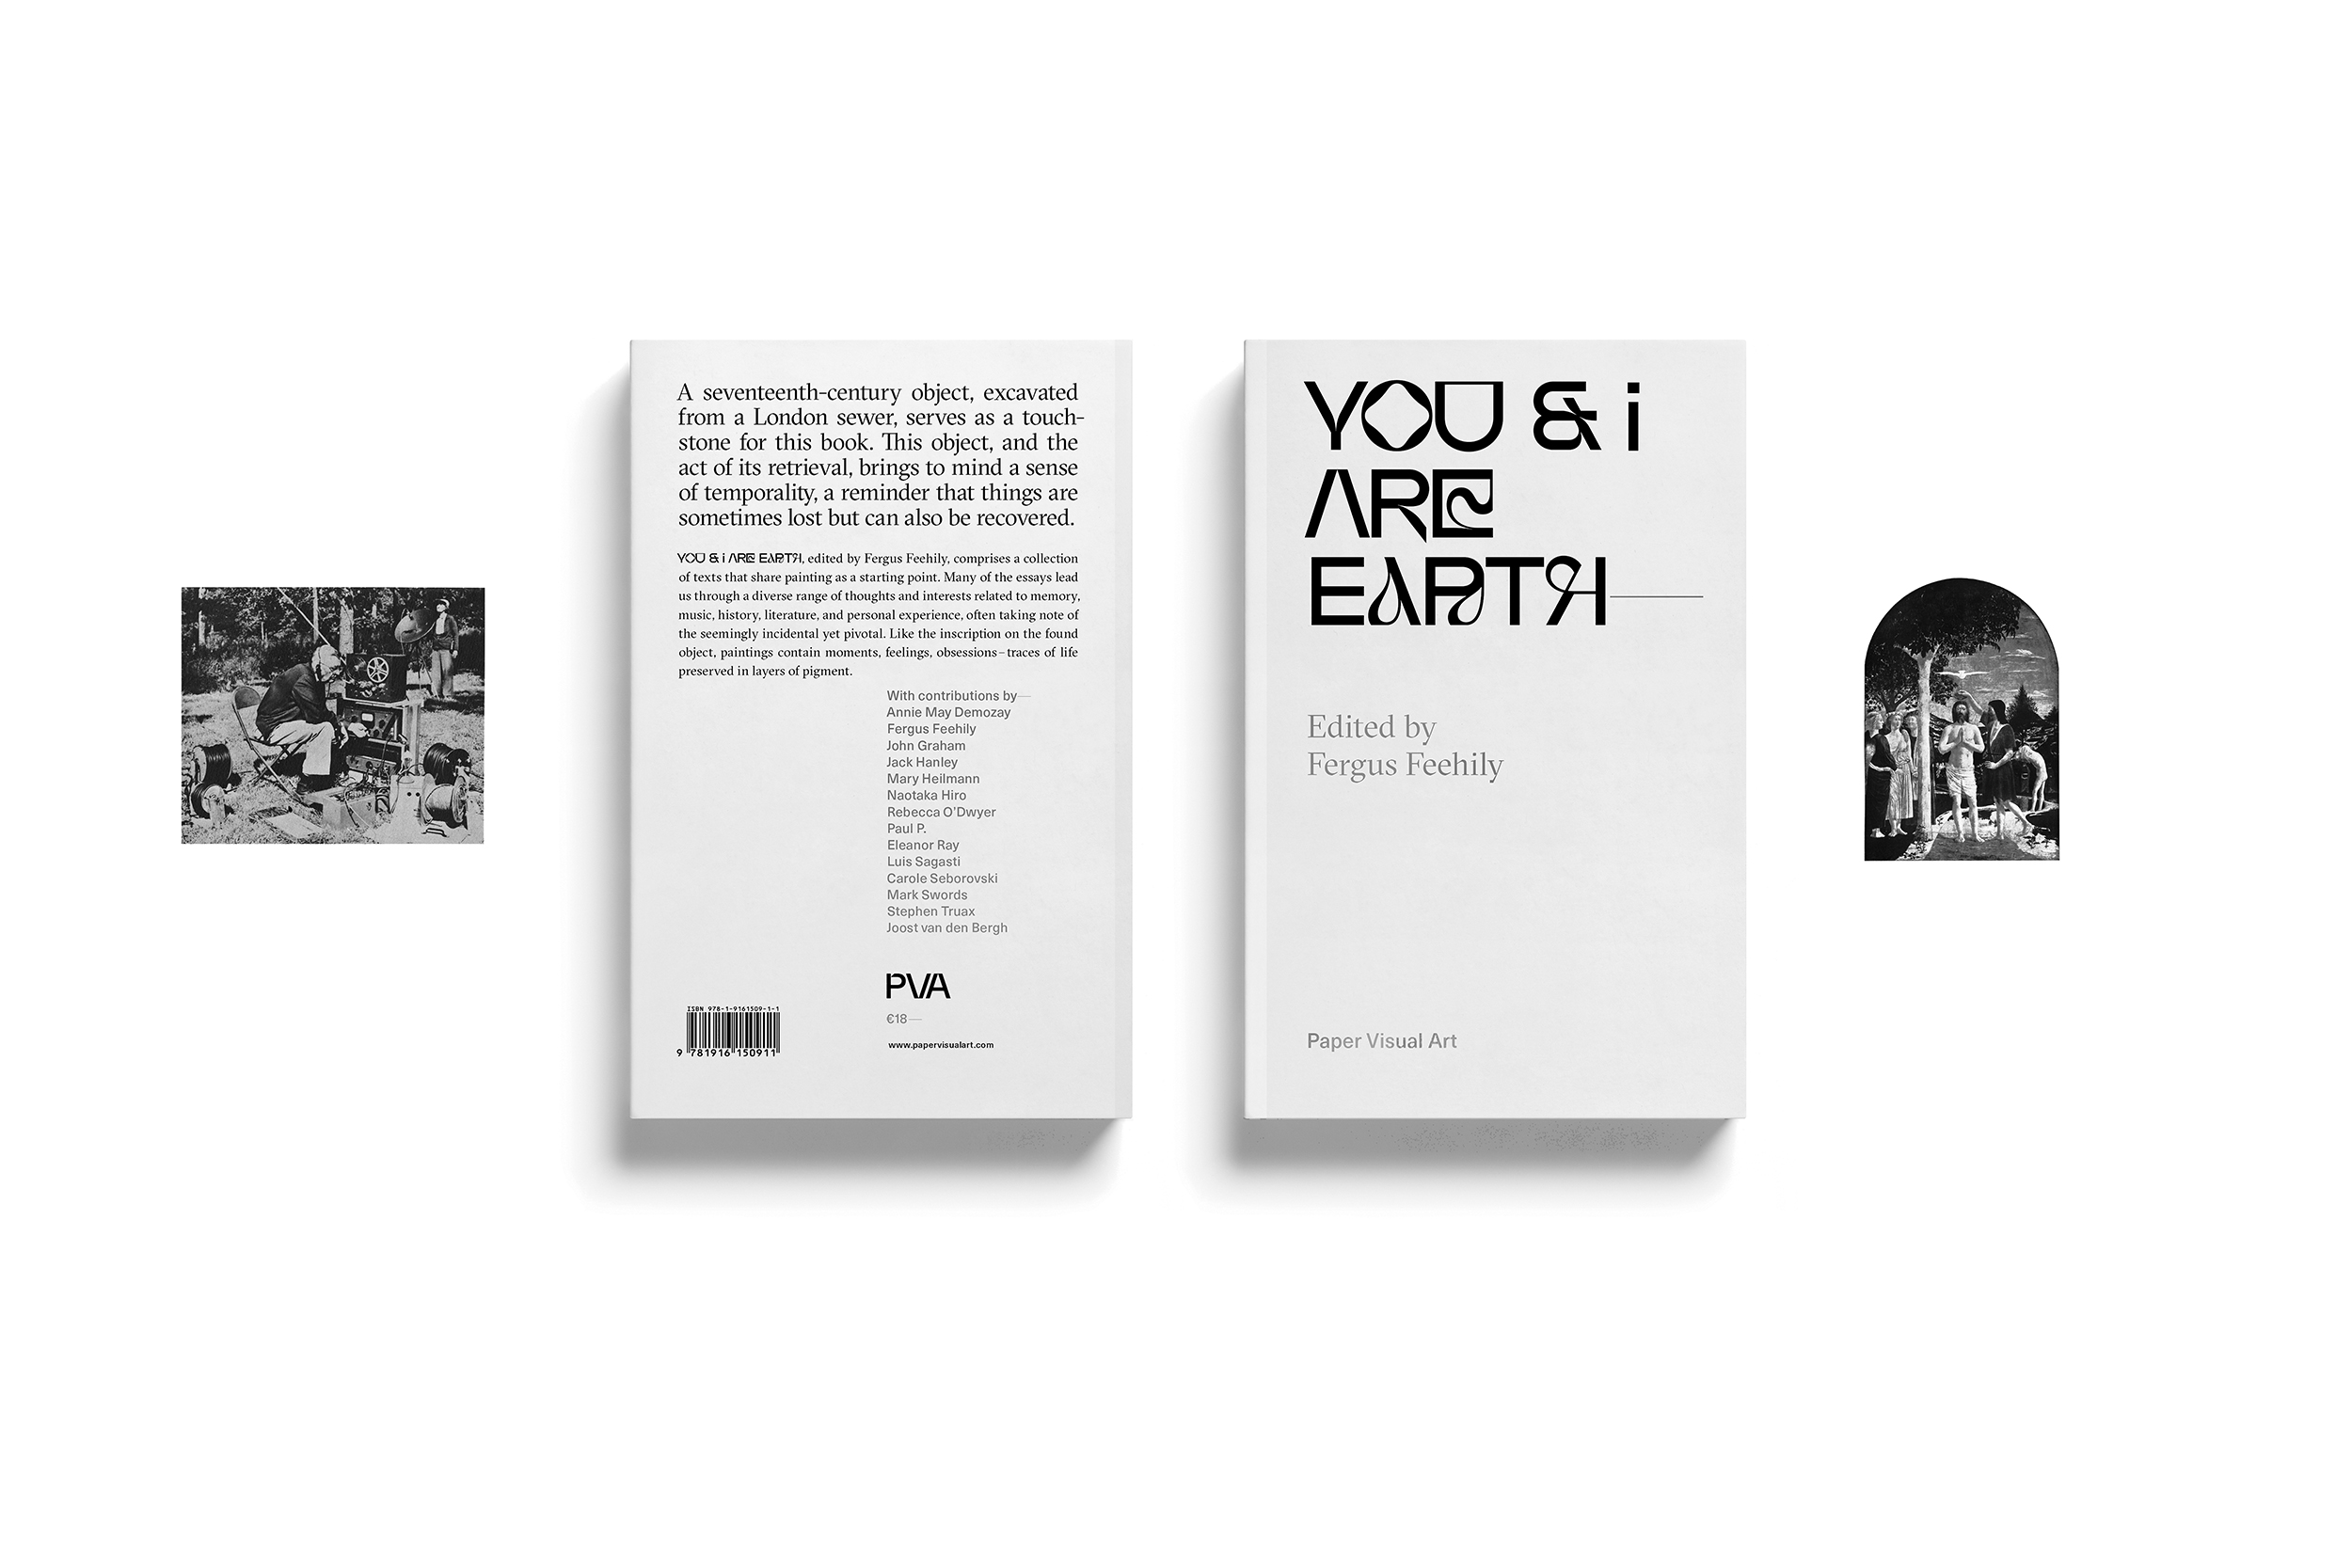 A seventeenth-century object, excavated
from a London sewer, serves as a touch-
stone for this book. This object, and the
act of its retrieval, brings to mind a sense
of temporality, a reminder that things are
sometimes lost but can also be recovered.
YOU & i ARE EARTH, edited by Fergus Feehily, comprises a collection
of texts that share painting as a starting point. Many of the essays lead
us through a diverse range of thoughts and interests related to memory,
music, history, literature, and personal experience, often taking note of
the seemingly incidental yet pivotal. Like the inscription on the found
object, paintings contain moments, feelings, obsessions–traces of life
preserved in layers of pigment.
With contributions by—
Annie May Demozay
Fergus Feehily
John Graham
Jack Hanley
Mary Heilmann
Naotaka Hiro
Rebecca O'Dwyer
Paul P.
Eleanor Ray
Luis Sagasti
Carole Seborovski
Mark Swords
Stephen Truax
Joost van den Bergh
PVA
€18—
www.papervisualart.com
ISBN 978-1-9161509-1-1
9 781916 150911
YOU & i
ARE
EARTH—
Edited by
Fergus Feehily
Paper Visual Art